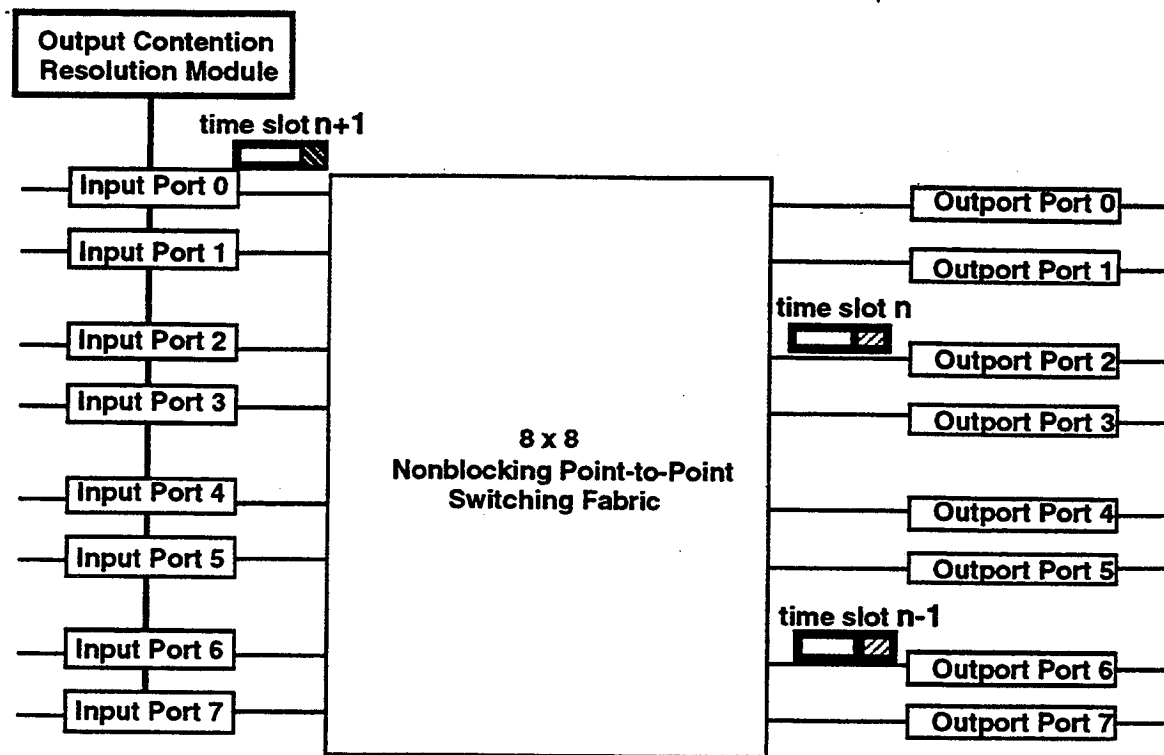 Output Contention
Resolution Module
time slot n+1
Input Port 0
Input Port 1
Input Port 2
Input Port 3
Input Port 4
Input Port 5
Input Port 6
Input Port 7
8 x 8
Nonblocking Point-to-Point
Switching Fabric
Outport Port 0
Outport Port 1
time slot n
Outport Port 2
Outport Port 3
Outport Port 4
Outport Port 5
time slot n-1
Outport Port 6
Outport Port 7